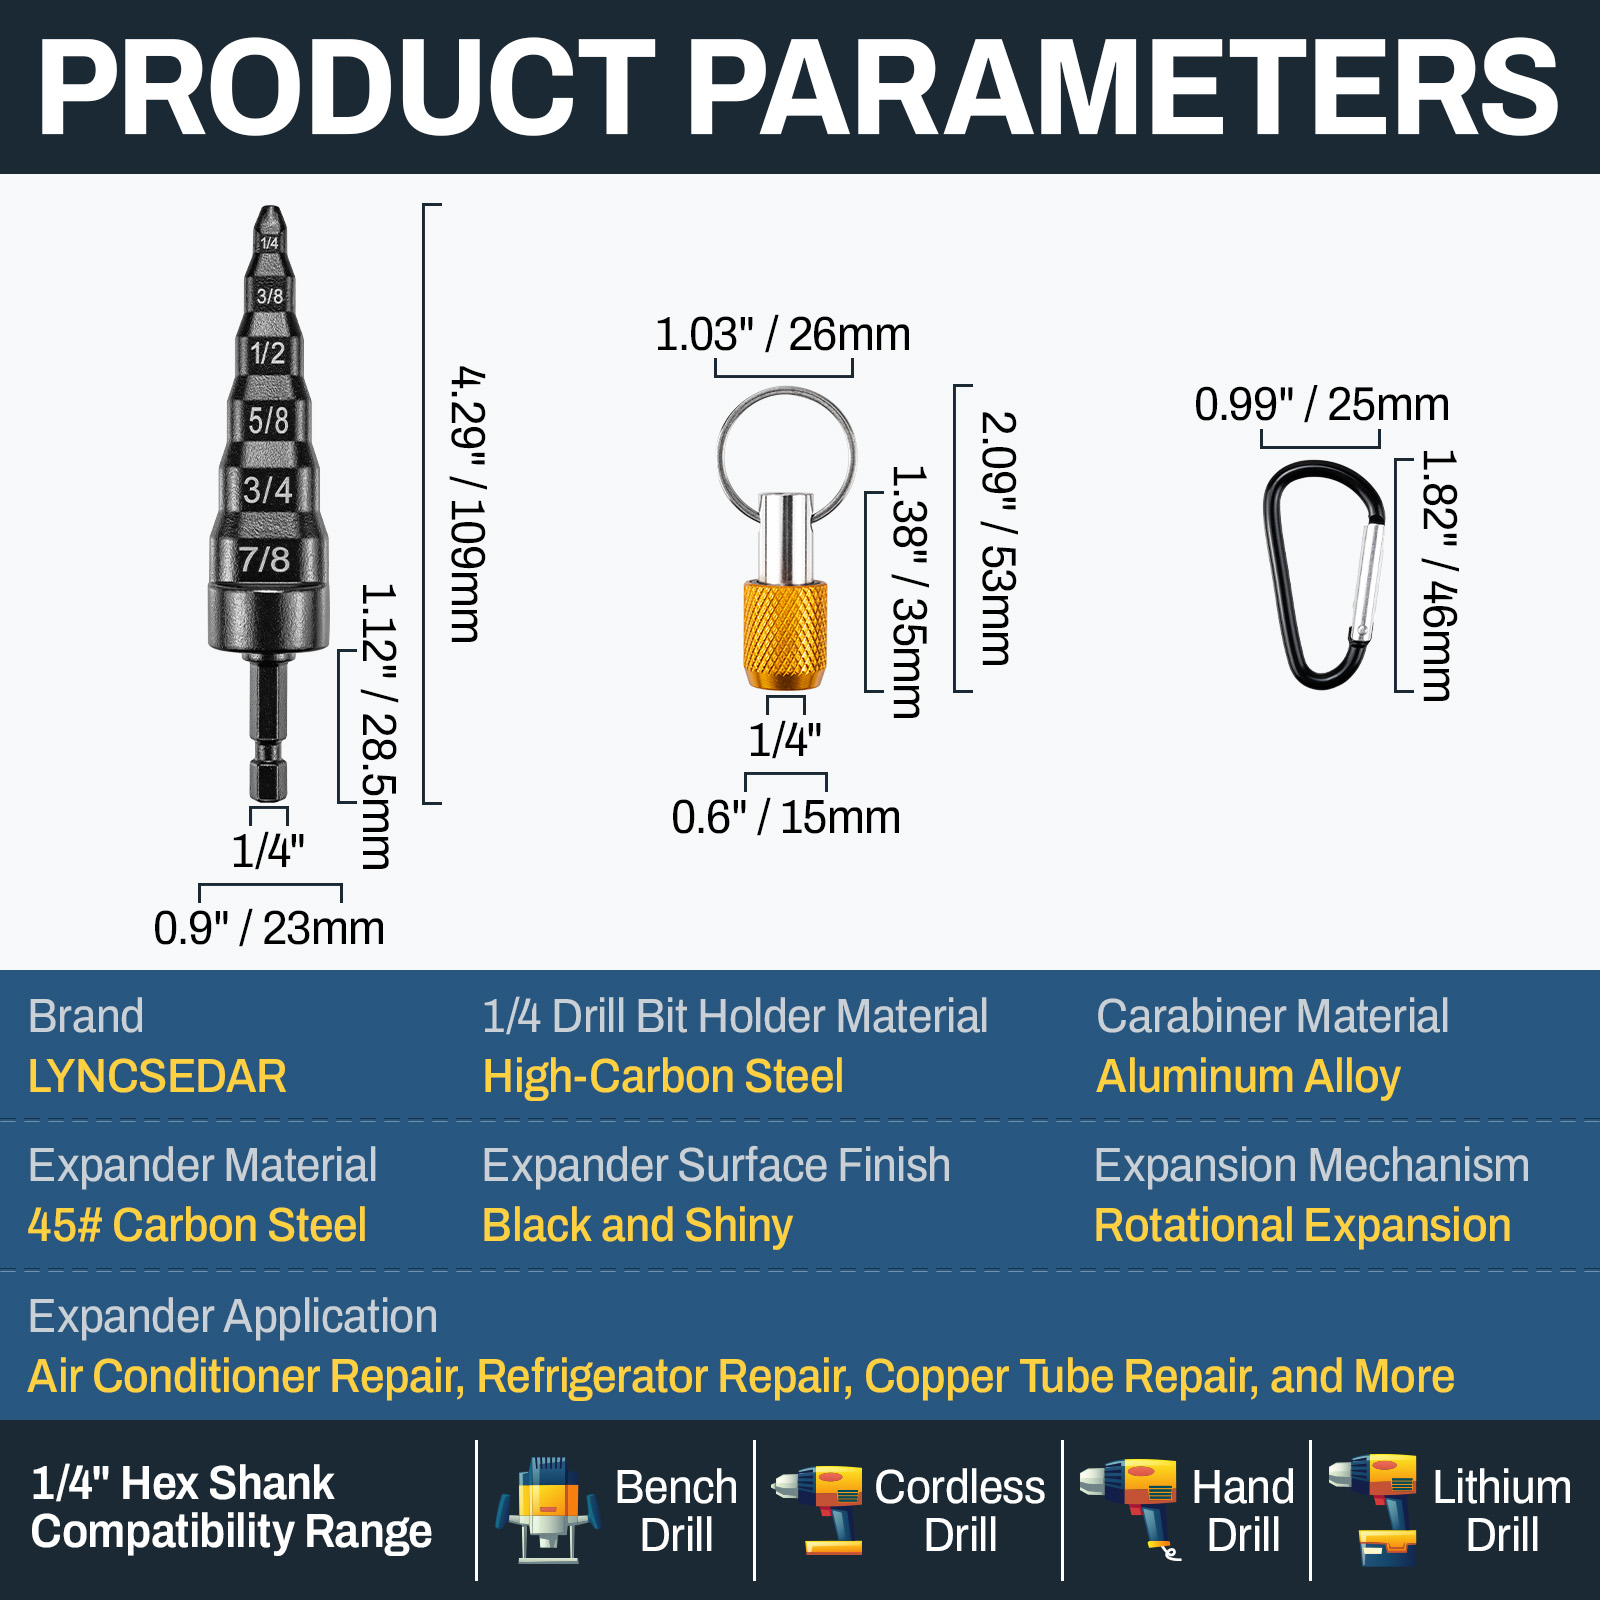 PRODUCT PARAMETERS
1/4
3/8
1/2
5/8
3/4
7/8
4.29" / 109mm
1.12" / 28.5mm
1/4"
0.9" / 23mm
1.03" / 26mm
2.09" / 53mm
1.38" / 35mm
1/4"
0.6" / 15mm
0.99" / 25mm
1.82" / 46mm
Brand
LYNCSEDAR
1/4 Drill Bit Holder Material
High-Carbon Steel
Carabiner Material
Aluminum Alloy
Expander Material
45# Carbon Steel
Expander Surface Finish
Black and Shiny
Expansion Mechanism
Rotational Expansion
Expander Application
Air Conditioner Repair, Refrigerator Repair, Copper Tube Repair, and More
1/4" Hex Shank
Compatibility Range
Bench
Drill
Cordless
Drill
Hand
Drill
Lithium
Drill